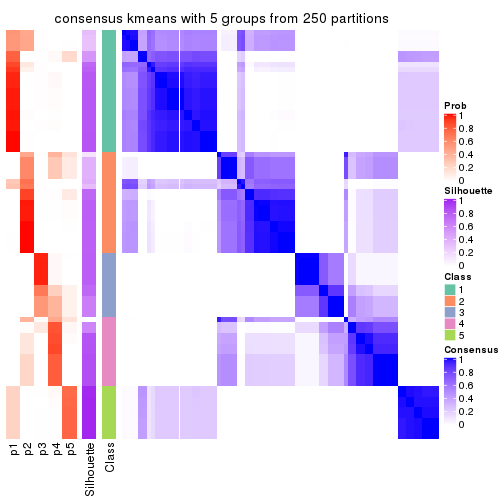 consensus kmeans with 5 groups from 250 partitions
Prob
1
0.8
0.6
0.4
0.2
0
Silhouette
1
0.8
0.6
0.4
0.2
0
Class
1
2
3
4
5
Consensus
1
0.8
0.6
0.4
0.2
0
p1
p2
p3
p4
p5
Silhouette
Class